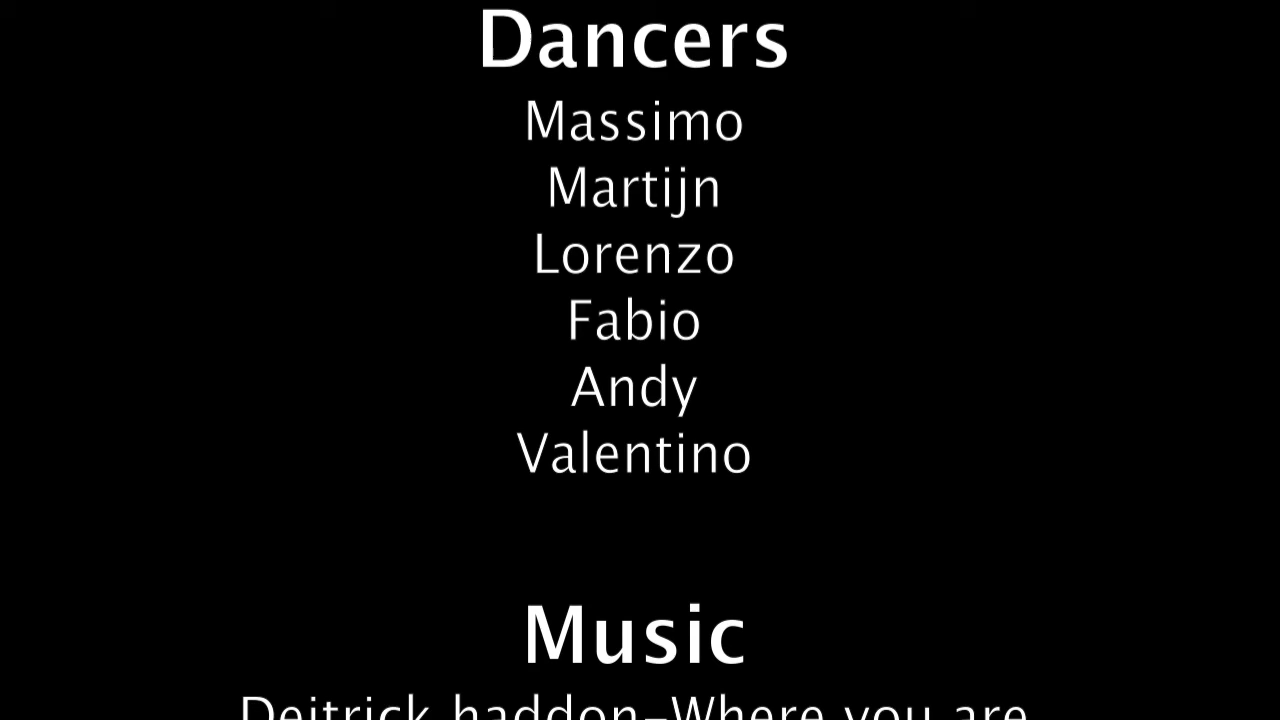 Dancers
Massimo
Martijn
Lorenzo
Fabio
Andy
Valentino
Music
Deitrick haddon-Where you are